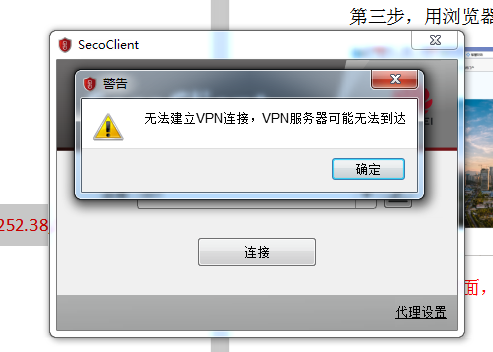 第三步，用浏览器
SecoClient
警告
无法建立VPN连接，VPN服务器可能无法到达
EI
确定
252.38
连接
面，
代理设置